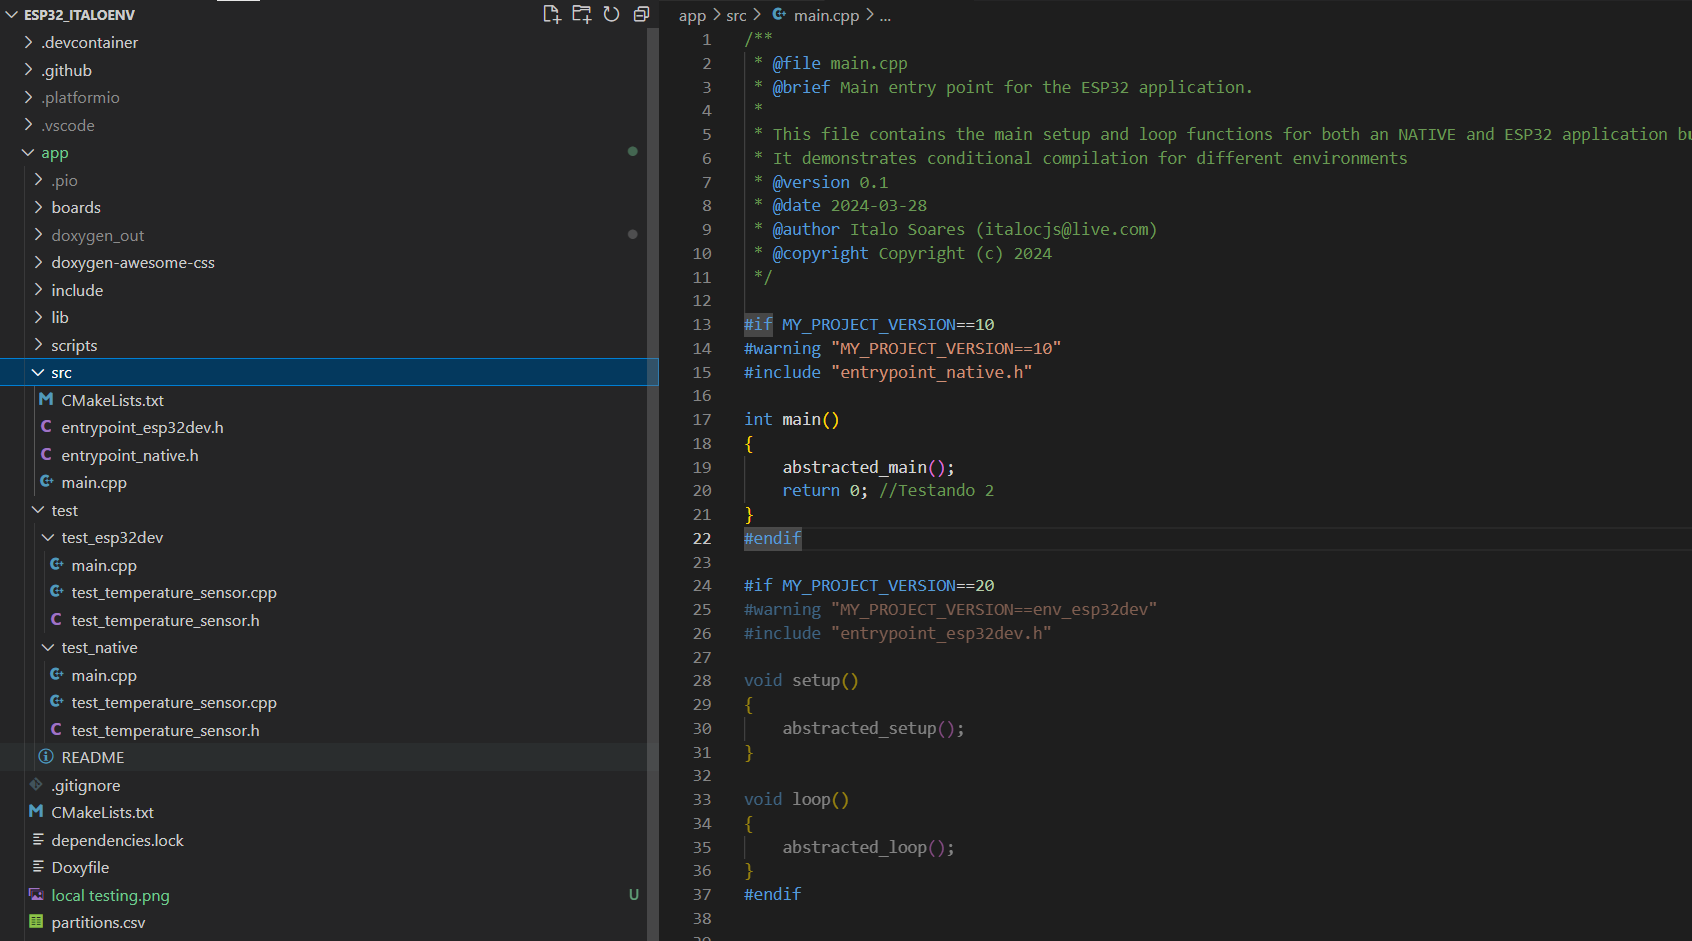 ESP32_ITALOENV
.devcontainer
.github
.platformio
.vscode
app
.pio
boards
doxygen_out
doxygen-awesome-css
include
lib
scripts
src
CMakeLists.txt
entrypoint_esp32dev.h
entrypoint_native.h
main.cpp
test
test_esp32dev
main.cpp
test_temperature_sensor.cpp
test_temperature_sensor.h
test_native
main.cpp
test_temperature_sensor.cpp
test_temperature_sensor.h
README
.gitignore
CMakeLists.txt
dependencies.lock
Doxyfile
local testing.png U
partitions.csv
app > src > main.cpp > ...
1 /**
2 * @file main.cpp
3 * @brief Main entry point for the ESP32 application.
4 *
5 * This file contains the main setup and loop functions for both an NATIVE and ESP32 application
6 * It demonstrates conditional compilation for different environments
7 * @version 0.1
8 * @date 2024-03-28
9 * @author Italo Soares (italocjs@live.com)
10 * @copyright Copyright (c) 2024
11 */
12
13 #if MY_PROJECT_VERSION==10
14 #warning "MY_PROJECT_VERSION==10"
15 #include "entrypoint_native.h"
16
17 int main()
18 {
19 abstracted_main();
20 return 0; //Testando 2
21 }
22 #endif
23
24 #if MY_PROJECT_VERSION==20
25 #warning "MY_PROJECT_VERSION==env_esp32dev"
26 #include "entrypoint_esp32dev.h"
27
28 void setup()
29 {
30 abstracted_setup();
31 }
32
33 void loop()
34 {
35 abstracted_loop();
36 }
37 #endif
38